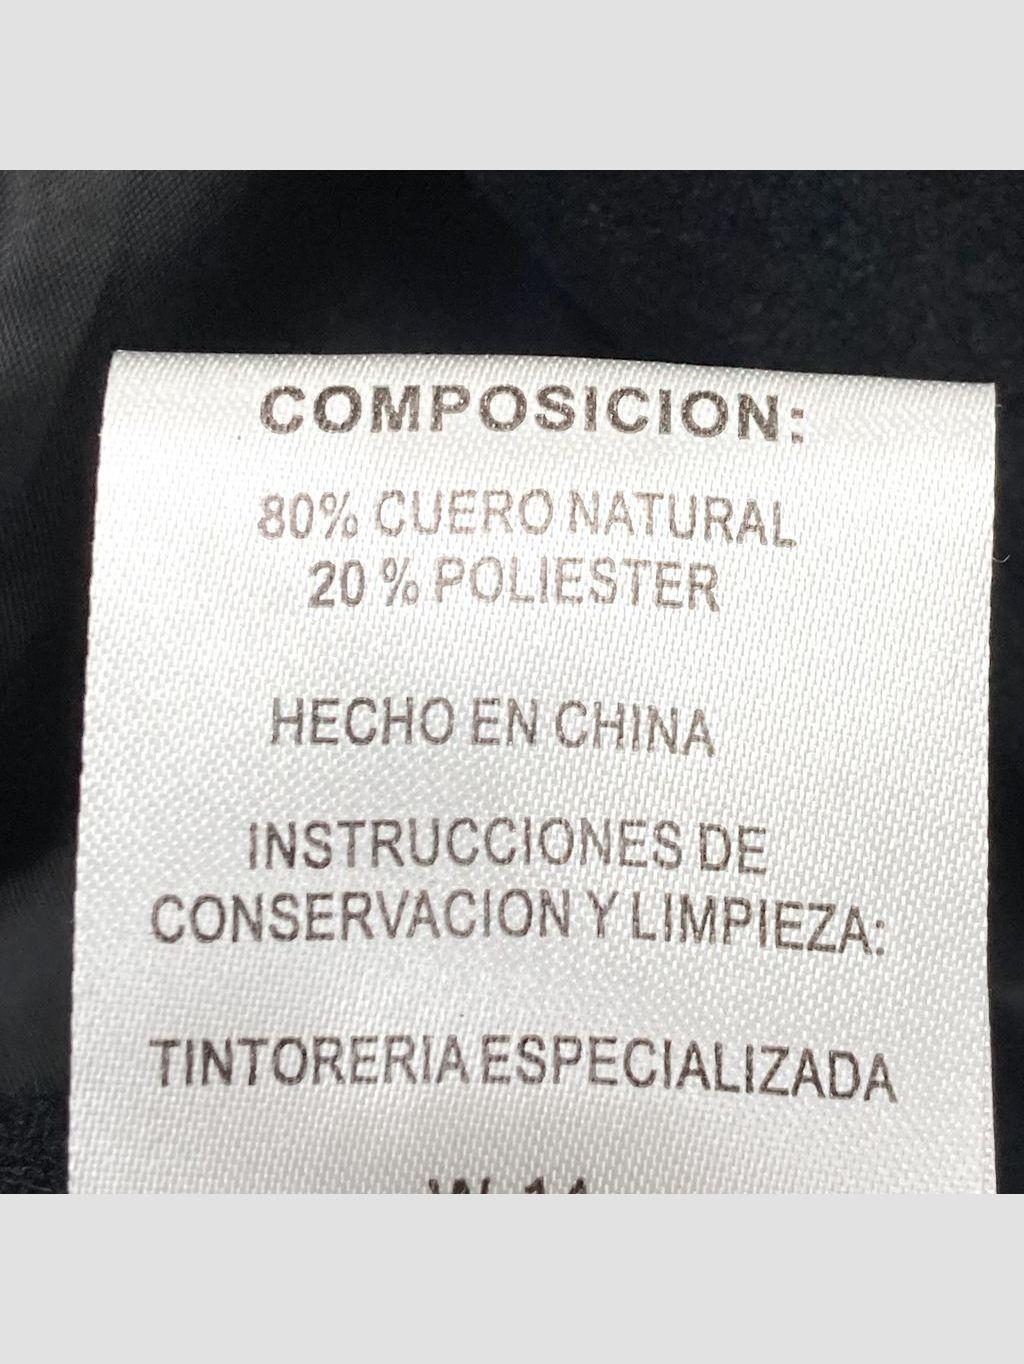 COMPOSICION:
80% CUERO NATURAL
20 % POLIESTER
HECHO EN CHINA
INSTRUCCIONES DE
CONSERVACION Y LIMPIEZA:
TINTORERIA ESPECIALIZADA